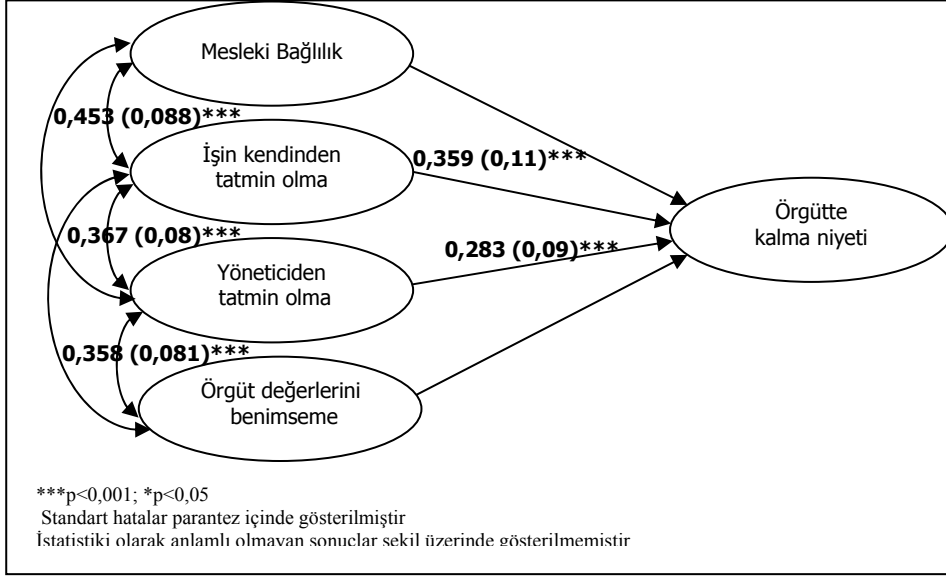 Mesleki Bağlılık
0,453 (0,088)***
İşin kendinden
tatmin olma
0,359 (0,11)***
Örgütte
kalma niyeti
0,367 (0,08)***
0,283 (0,09)***
Yöneticiden
tatmin olma
0,358 (0,081)***
Örgüt değerlerini
benimseme
***p<0,001; *p<0,05
Standart hatalar parantez içinde gösterilmiştir
İstatistiki olarak anlamlı olmayan sonuçlar şekil üzerinde gösterilmemiştir